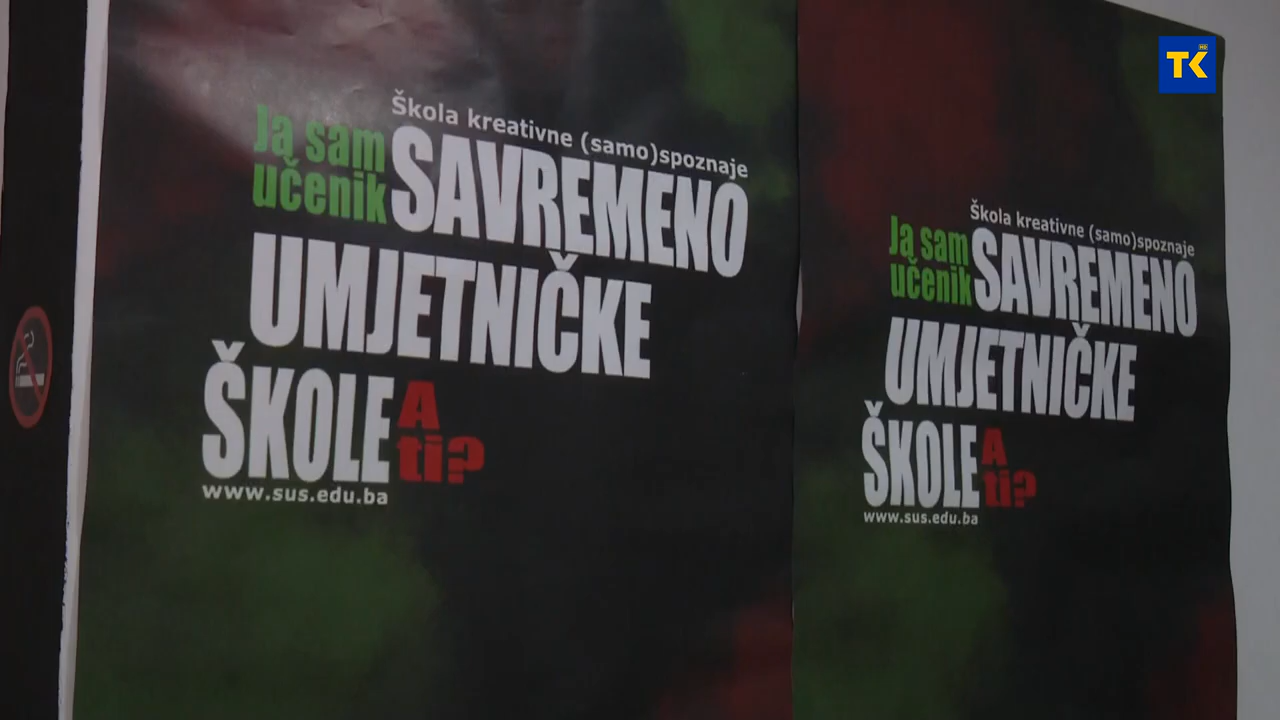 Škola kreativne (samo)spoznaje
Ja sam
učenik
SAVREMENO
UMJETNIČKE
ŠKOLE
A
ti?
www.sus.edu.ba
Škola kreativne (samo)spoznaje
Ja sam
učenik
SAVREMENO
UMJETNIČKE
ŠKOLE
A
ti?
www.sus.edu.ba
TK HD